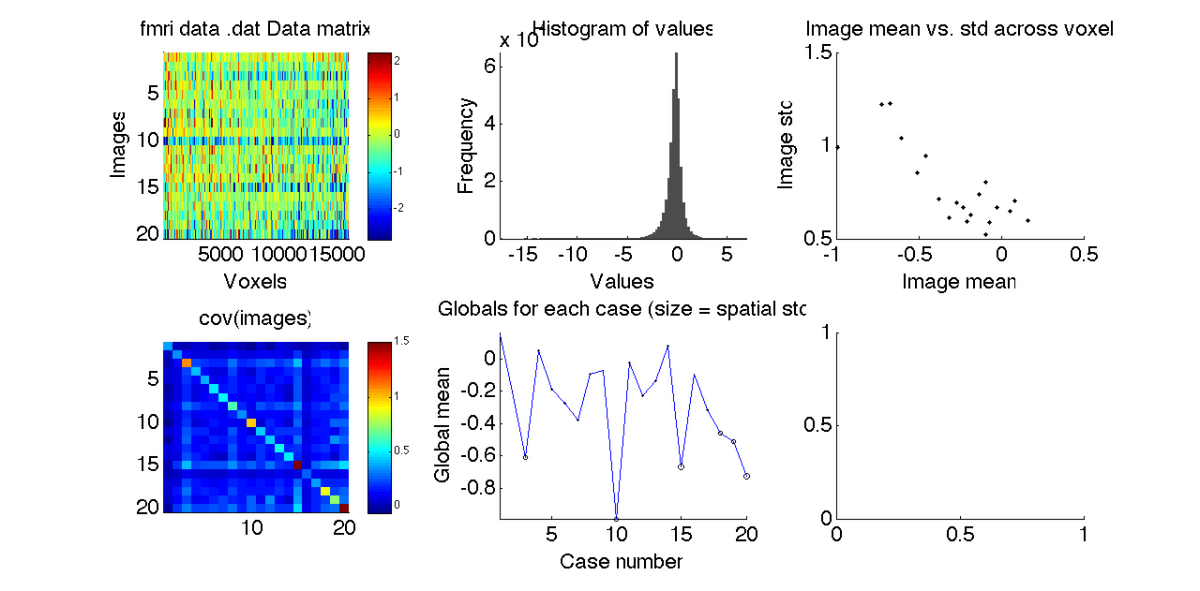 fmri data .dat Data matrix
Images
5
10
15
20
5000 10000 15000
Voxels
2
1
0
-1
-2
x 10
Histogram of values
Frequency
6
4
2
0
-15 -10 -5 0 5
Values
Image mean vs. std across voxel
Image std
1.5
1
0.5
-1 -0.5 0 0.5
Image mean
cov(images)
5
10
15
20
10 20
1.5
1
0.5
0
Globals for each case (size = spatial std
Global mean
0
-0.2
-0.4
-0.6
-0.8
5 10 15 20
Case number
1
0.5
0
0 0.5 1